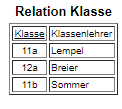 Relation Klasse
Klasse Klassenlehrer
11a Lempel
12a Breier
11b Sommer